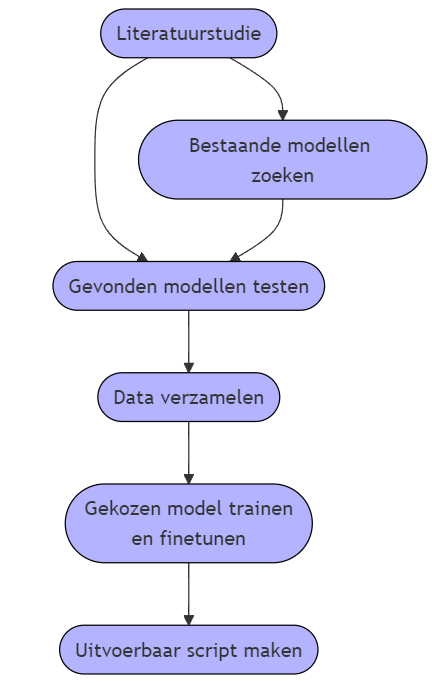 Literatuurstudie
Bestaande modellen
zoeken
Gevonden modellen testen
Data verzamelen
Gekozen model trainen
en finetunen
Uitvoerbaar script maken